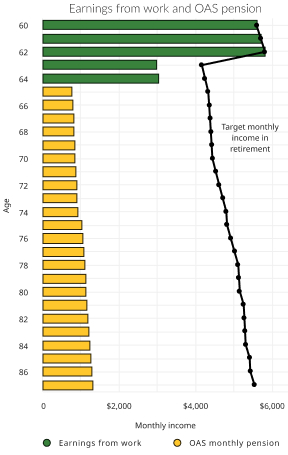 Earnings from work and OAS pension
60
62
64
66
68
70
72
74
76
78
80
82
84
86
Age
Target monthly
income in
retirement
0 $2,000 $4,000 $6,000
Monthly income
Earnings from work OAS monthly pension